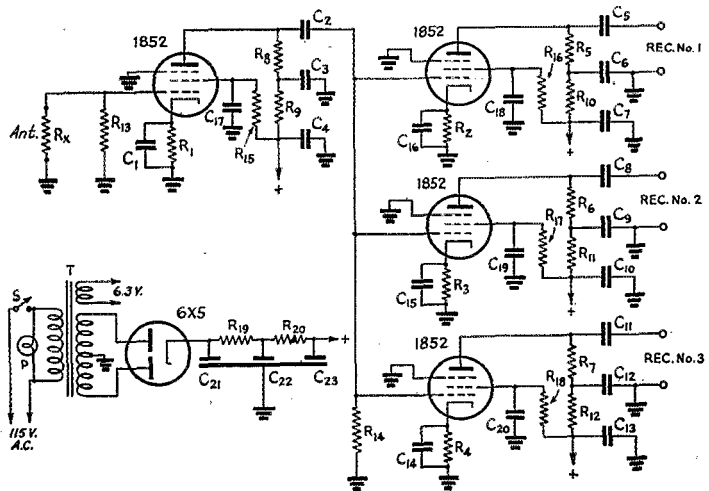 1852
C2
C3
C4
R8
R9
Ant.
Rx
R13
C1
R1
C17
R15
+
1852
C5
C6
C7
R5
R10
R16
REC. No. 1
C16
R2
C18
+
1852
C8
C9
C10
R6
R11
R17
REC. No. 2
C15
R3
C19
+
1852
C11
C12
C13
R7
R12
R18
REC. No. 3
R14
C14
R4
C20
+
T
S
P
6.3 V.
115 V.
A.C.
6X5
R19
R20
+
C21
C22
C23